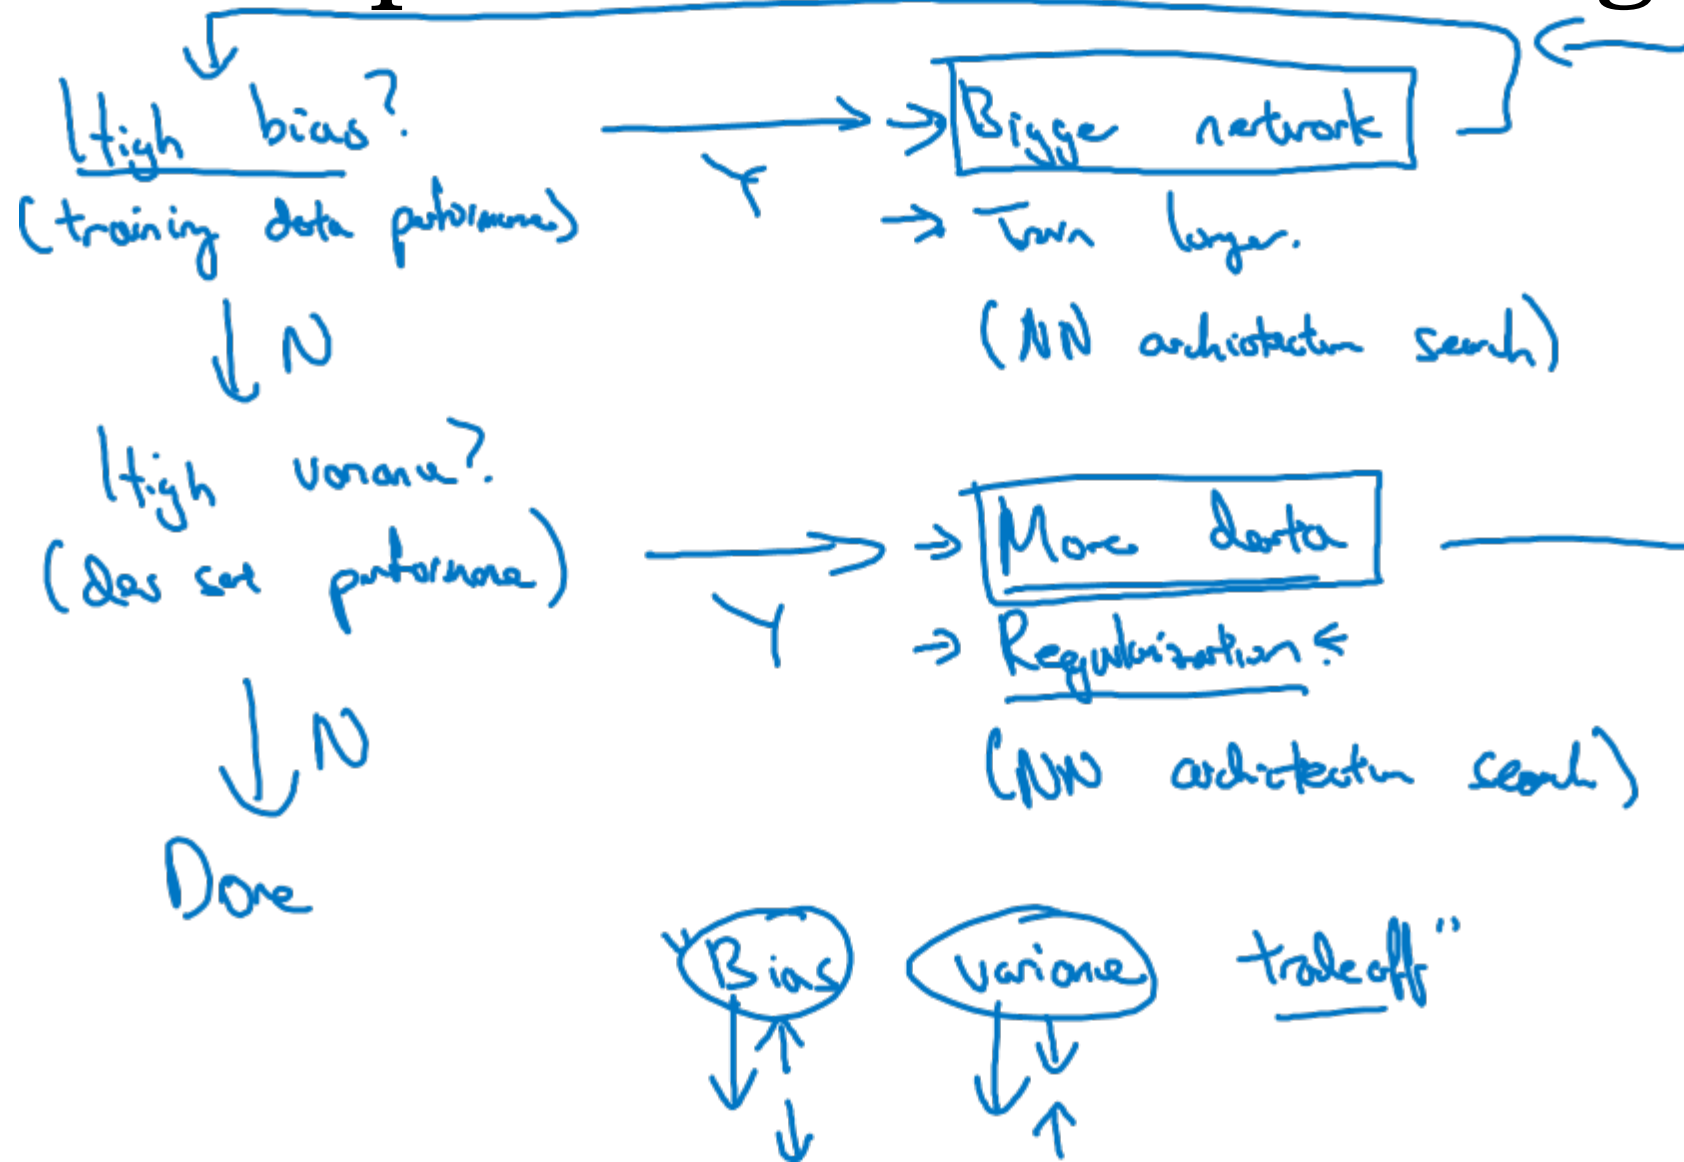 High bias? Y → Bigge network
(training data performance) → Train longer.
N (NN architecture search)
High variance? → More data
(dev set performance) Y → Regularization
N (NN architecture search)
Done
"Bias variance tradeoff"